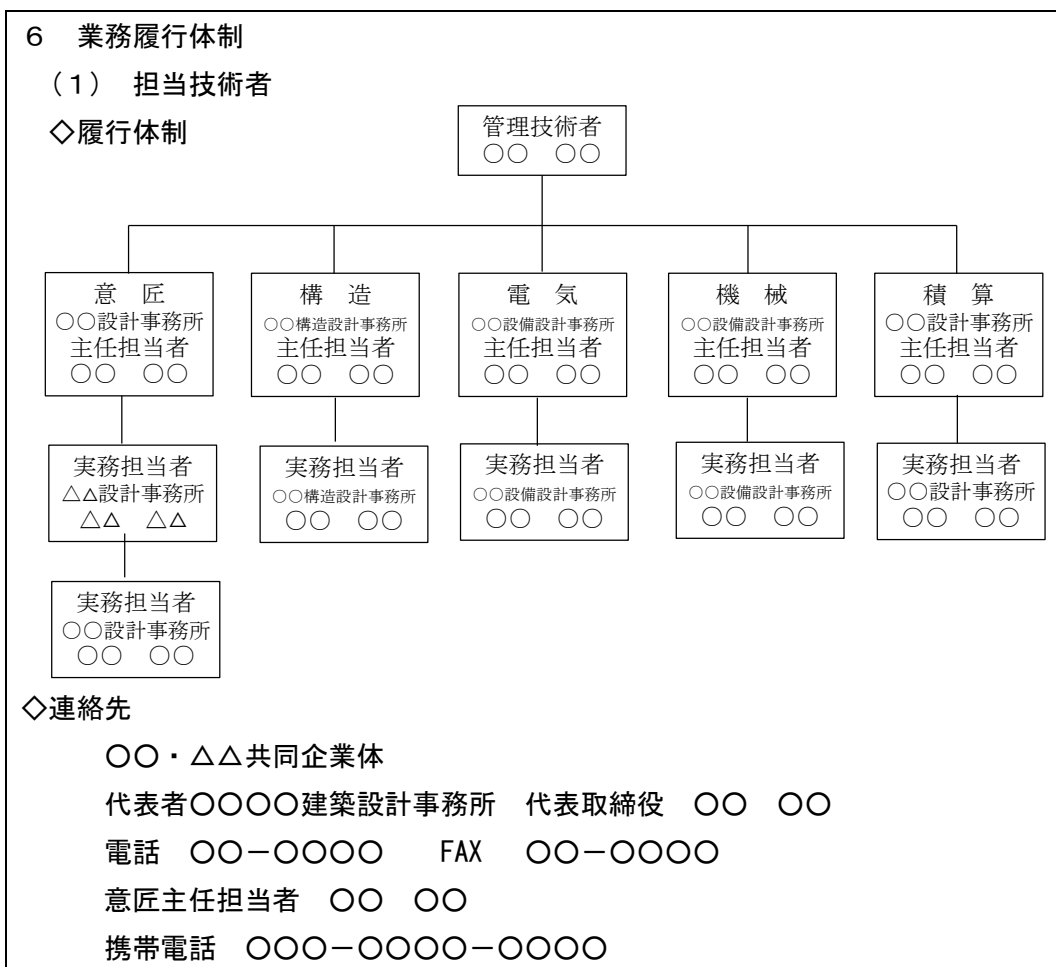 ６　業務履行体制
（１）　担当技術者
◇履行体制
管理技術者
○○　○○
意　匠
○○設計事務所
主任担当者
○○　○○
構　造
○○構造設計事務所
主任担当者
○○　○○
電　気
○○設備設計事務所
主任担当者
○○　○○
機　械
○○設備設計事務所
主任担当者
○○　○○
積　算
○○設計事務所
主任担当者
○○　○○
実務担当者
△△設計事務所
△△　△△
実務担当者
○○構造設計事務所
○○　○○
実務担当者
○○設備設計事務所
○○　○○
実務担当者
○○設備設計事務所
○○　○○
実務担当者
○○設計事務所
○○　○○
実務担当者
○○設計事務所
○○　○○
◇連絡先
○○・△△共同企業体
代表者○○○○建築設計事務所　代表取締役　○○　○○
電話　○○－○○○○　　FAX　○○－○○○○
意匠主任担当者　○○　○○
携帯電話　○○○－○○○○－○○○○